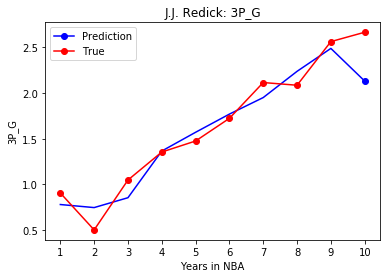 J.J. Redick: 3P_G
Prediction
True
3P_G
2.5
2.0
1.5
1.0
0.5
1 2 3 4 5 6 7 8 9 10
Years in NBA